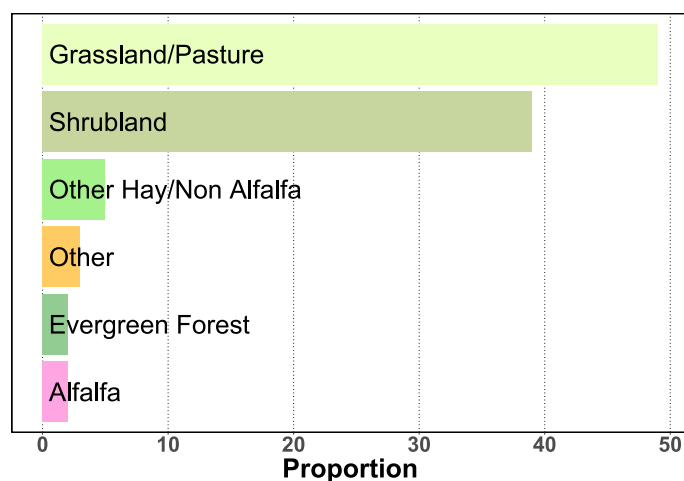 Grassland/Pasture
Shrubland
Other Hay/Non Alfalfa
Other
Evergreen Forest
Alfalfa
0 10 20 30 40 50
Proportion